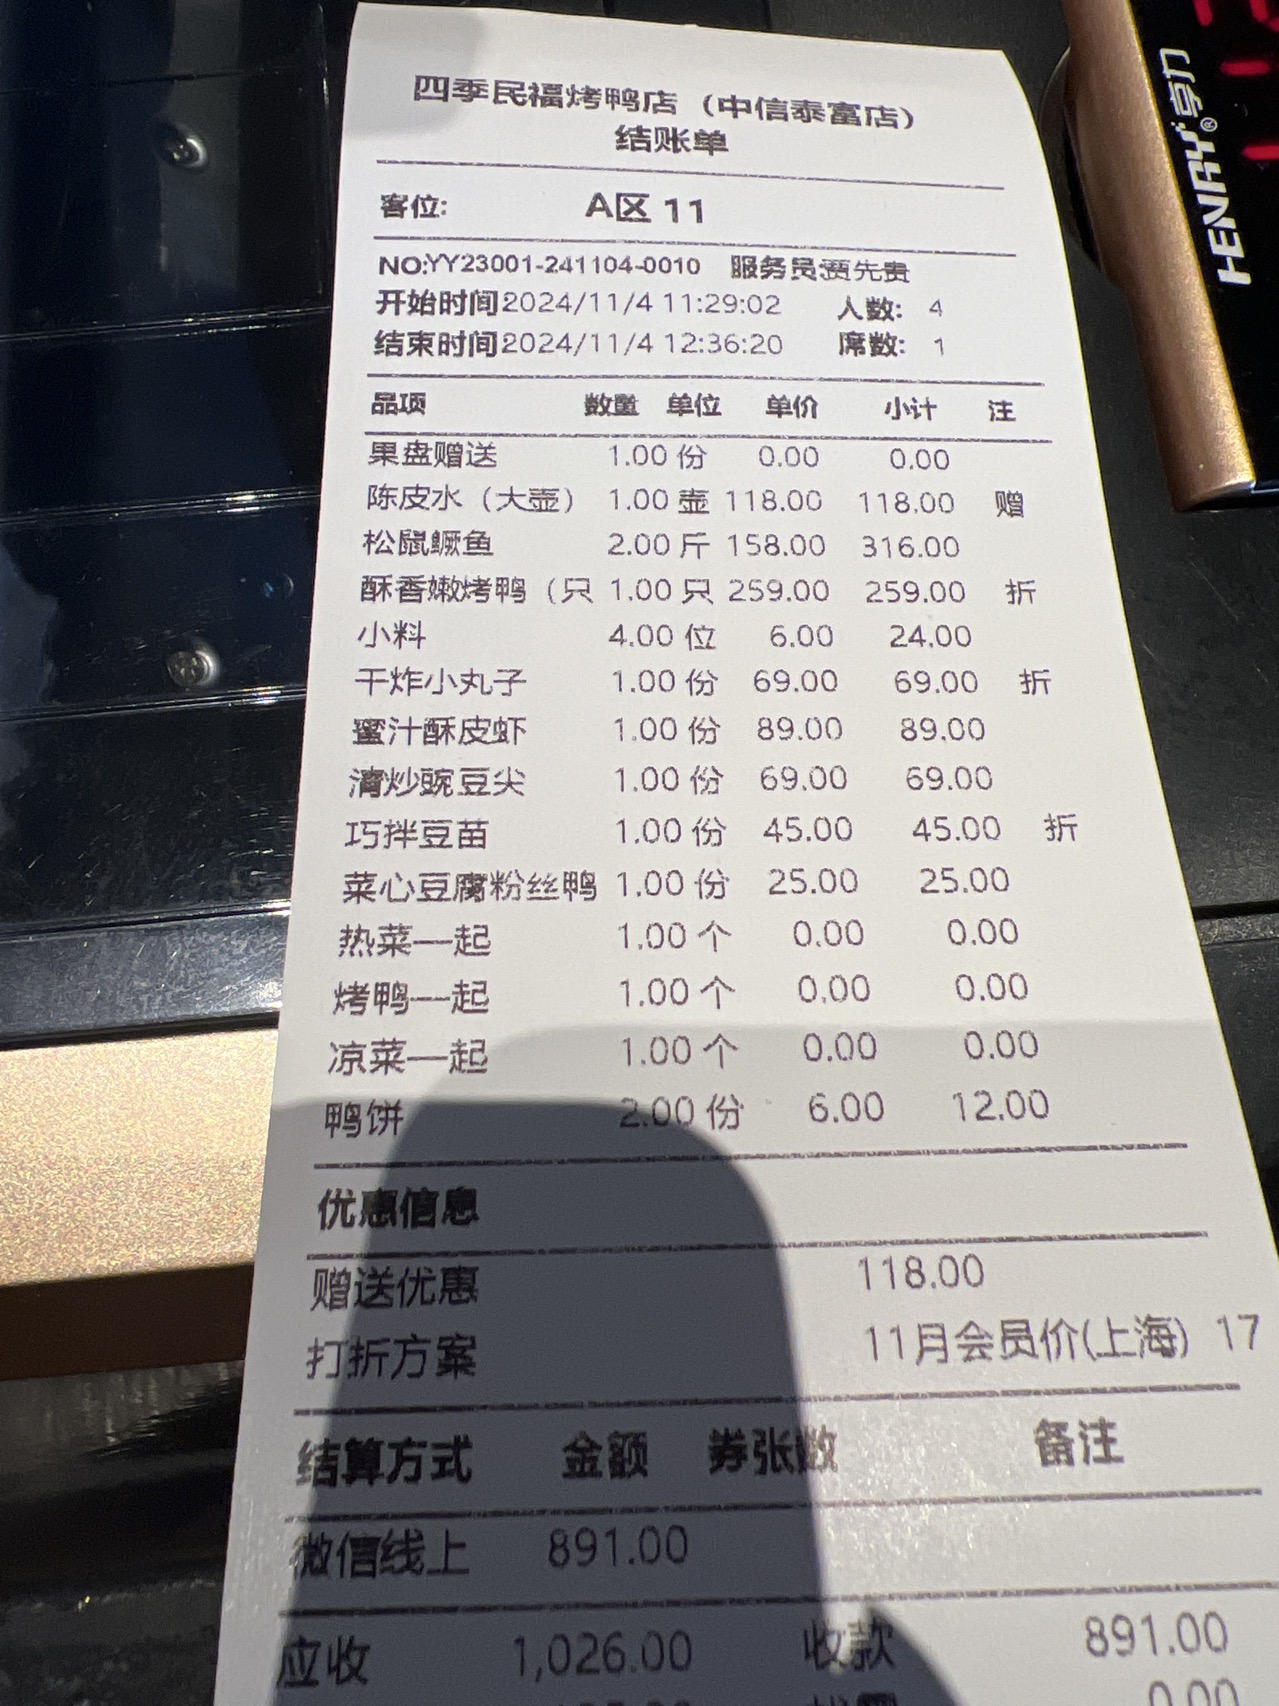 四季民福烤鸭店（中信泰富店）
结账单
客位: A区 11
NO:YY23001-241104-0010 服务员:贾先贵
开始时间2024/11/4 11:29:02 人数: 4
结束时间2024/11/4 12:36:20 席数: 1
品项 数量 单位 单价 小计 注
果盘赠送 1.00 份 0.00 0.00
陈皮水（大壶） 1.00 壶 118.00 118.00 赠
松鼠鳜鱼 2.00 斤 158.00 316.00
酥香嫩烤鸭（只 1.00 只 259.00 259.00 折
小料 4.00 位 6.00 24.00
干炸小丸子 1.00 份 69.00 69.00 折
蜜汁酥皮虾 1.00 份 89.00 89.00
清炒豌豆尖 1.00 份 69.00 69.00
巧拌豆苗 1.00 份 45.00 45.00 折
菜心豆腐粉丝鸭 1.00 份 25.00 25.00
热菜一起 1.00 个 0.00 0.00
烤鸭一起 1.00 个 0.00 0.00
凉菜一起 1.00 个 0.00 0.00
鸭饼 2.00 份 6.00 12.00
优惠信息
赠送优惠 118.00
打折方案 11月会员价(上海) 17
结算方式 金额 券张数 备注
微信线上 891.00
应收 1,026.00 收款 891.00
0.00
HENRY®亨力